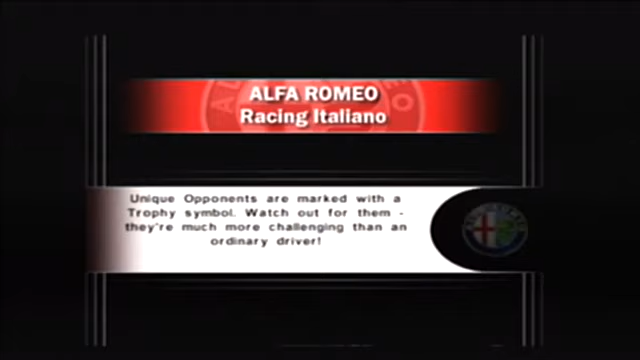 ALFA ROMEO
Racing Italiano
Unique Opponents are marked with a
Trophy symbol. Watch out for them -
they're much more challenging than an
ordinary driver!